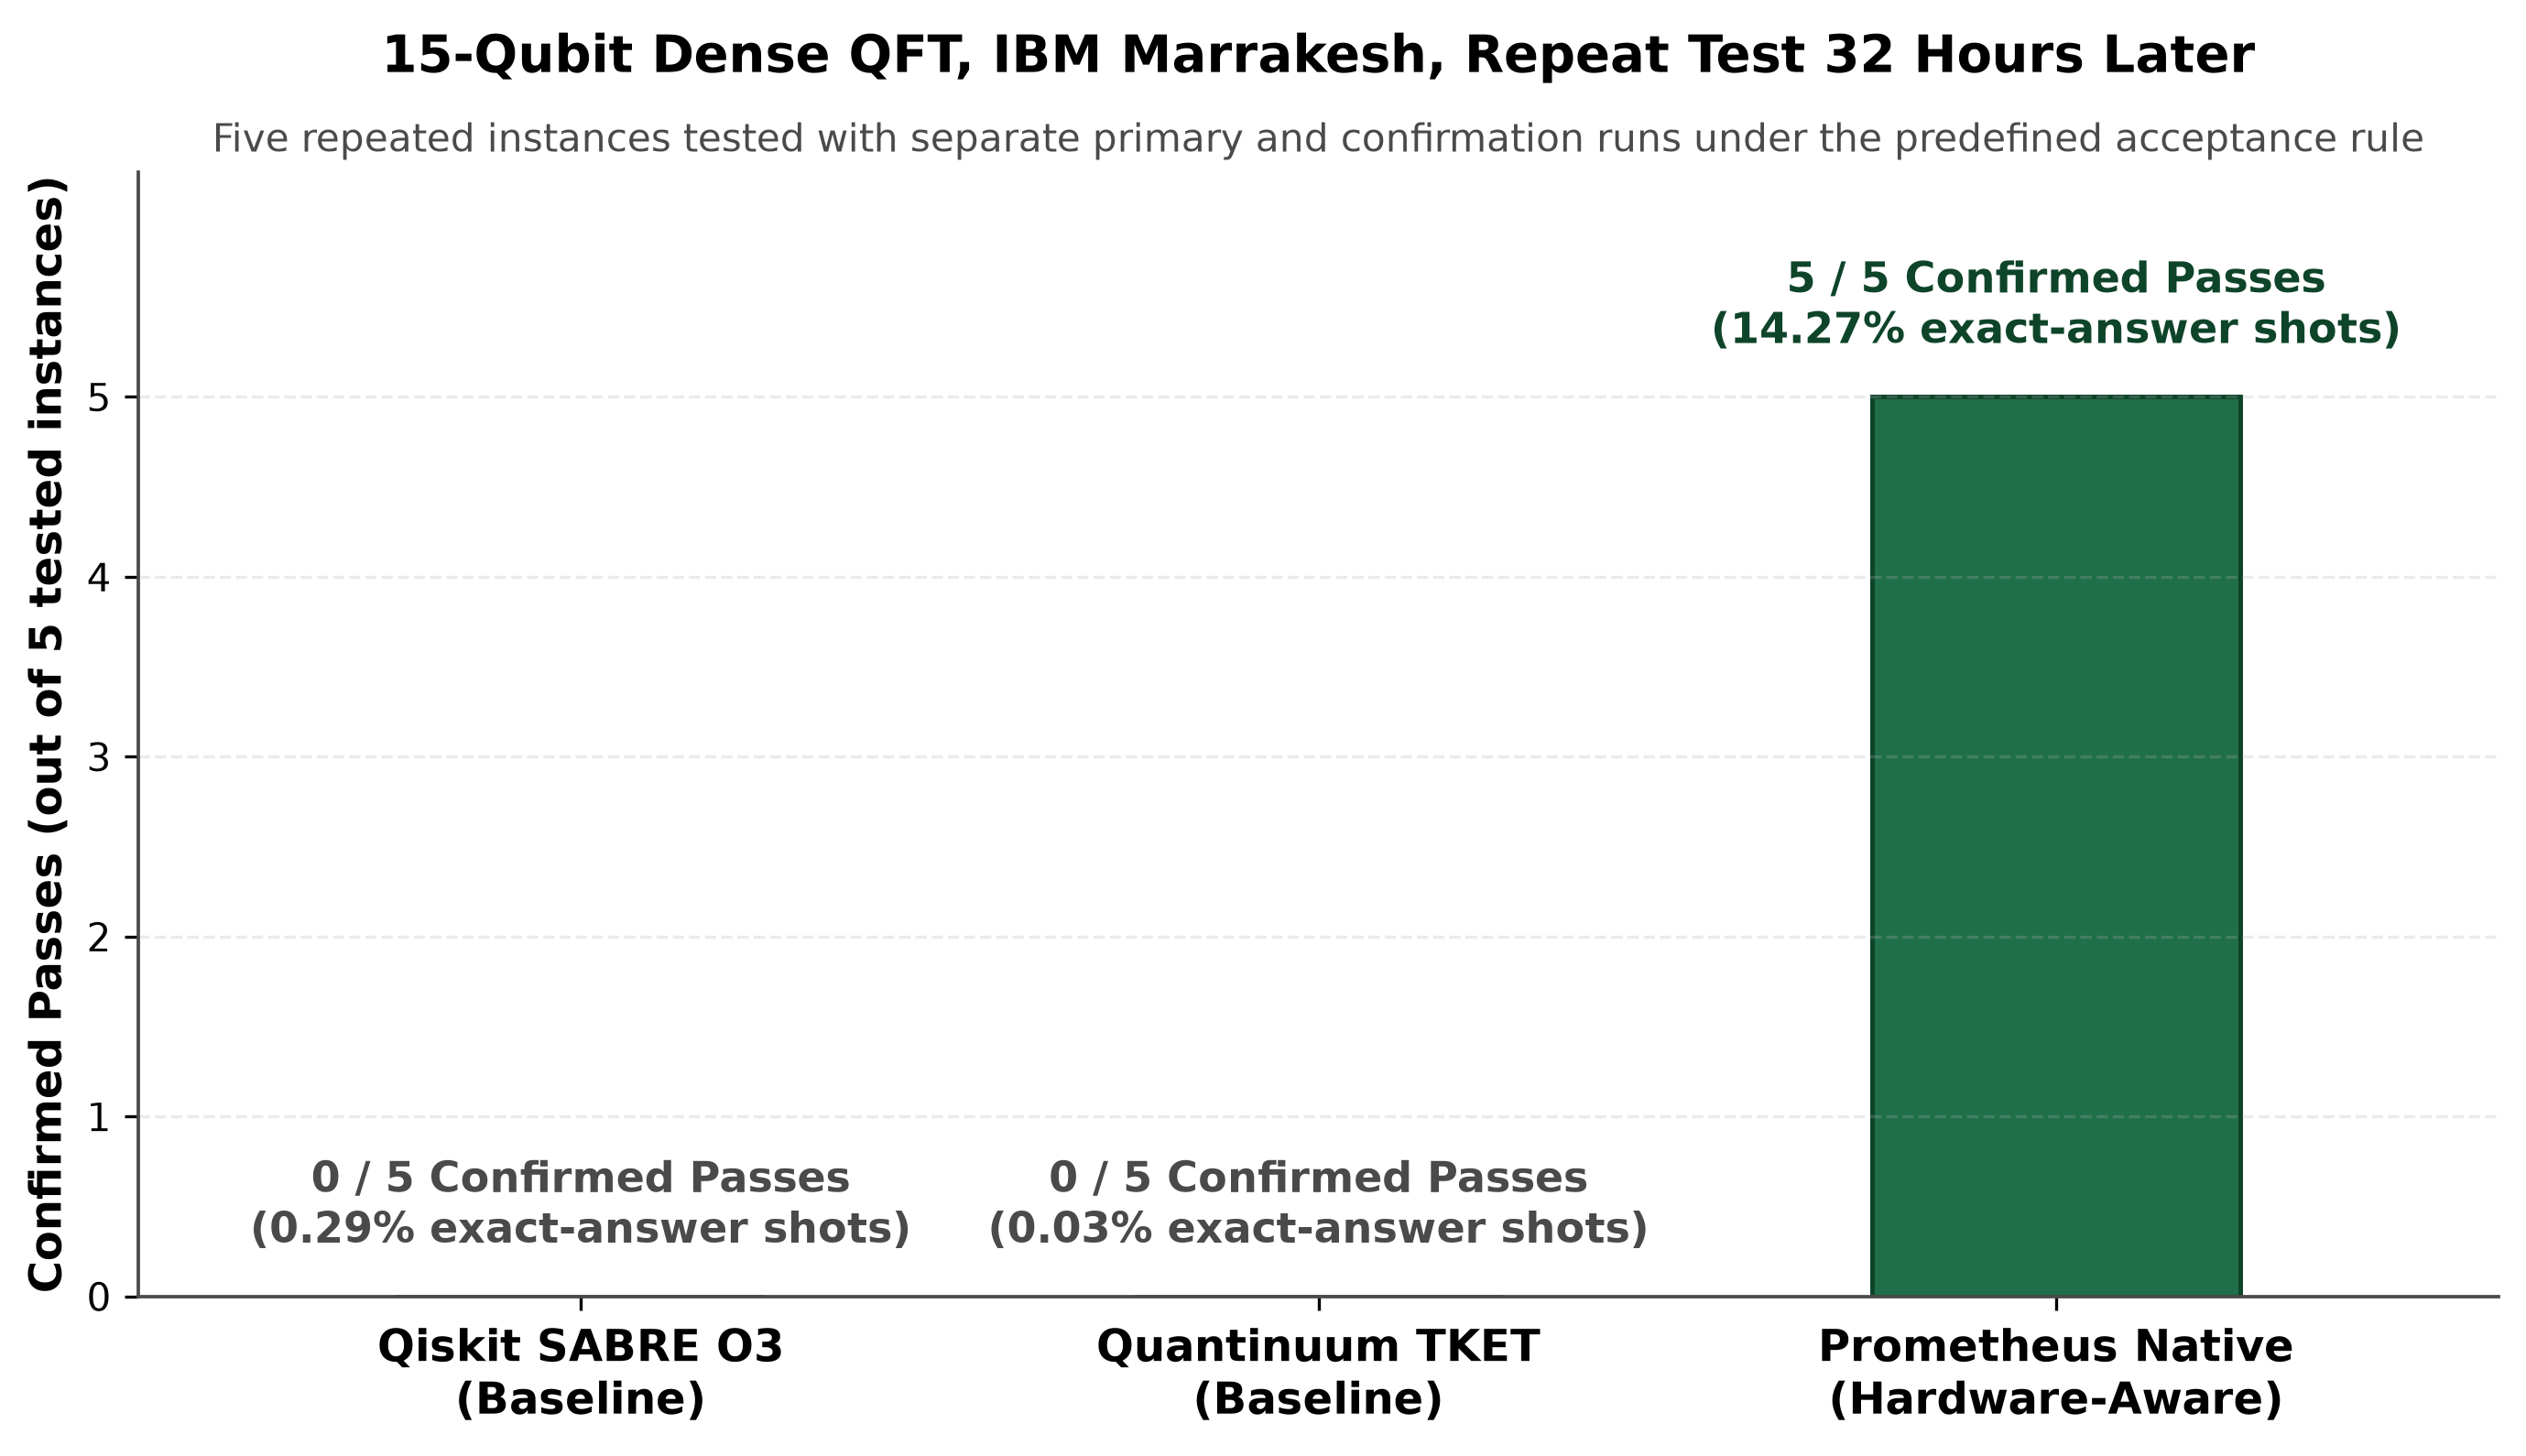 15-Qubit Dense QFT, IBM Marrakesh, Repeat Test 32 Hours Later
Five repeated instances tested with separate primary and confirmation runs under the predefined acceptance rule
Confirmed Passes (out of 5 tested instances)
5
4
3
2
1
0
5 / 5 Confirmed Passes
(14.27% exact-answer shots)
0 / 5 Confirmed Passes
(0.29% exact-answer shots)
0 / 5 Confirmed Passes
(0.03% exact-answer shots)
Qiskit SABRE O3
(Baseline)
Quantinuum TKET
(Baseline)
Prometheus Native
(Hardware-Aware)